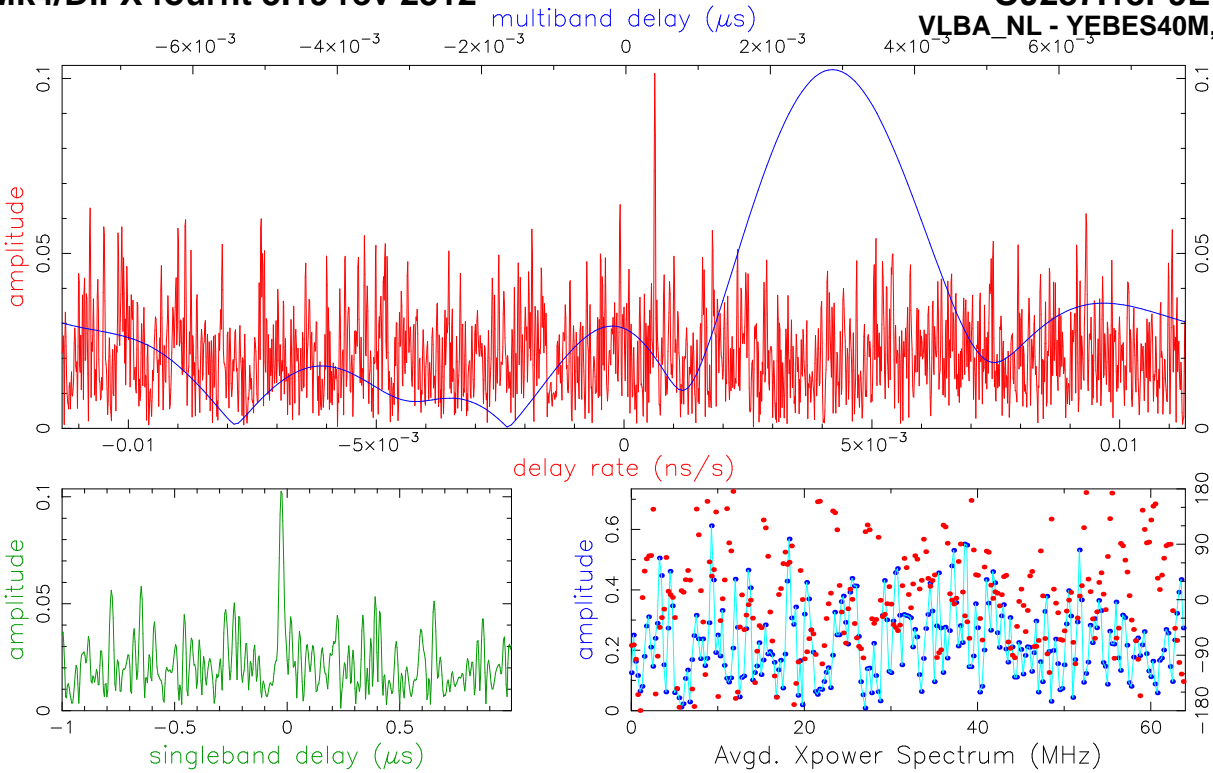 multiband delay (μs)
VLBA_NL - YEBES40M,
−6×10−3 −4×10−3 −2×10−3 0 2×10−3 4×10−3 6×10−3
0.1 0.1
0.05 0.05
0 0
amplitude
−0.01 −5×10−3 0 5×10−3 0.01
delay rate (ns/s)
0.1
0.05
0
amplitude
−1 −0.5 0 0.5
singleband delay (μs)
0.6
0.4
0.2
0
amplitude
180
90
0
−90
−180
0 20 40 60
Avgd. Xpower Spectrum (MHz)